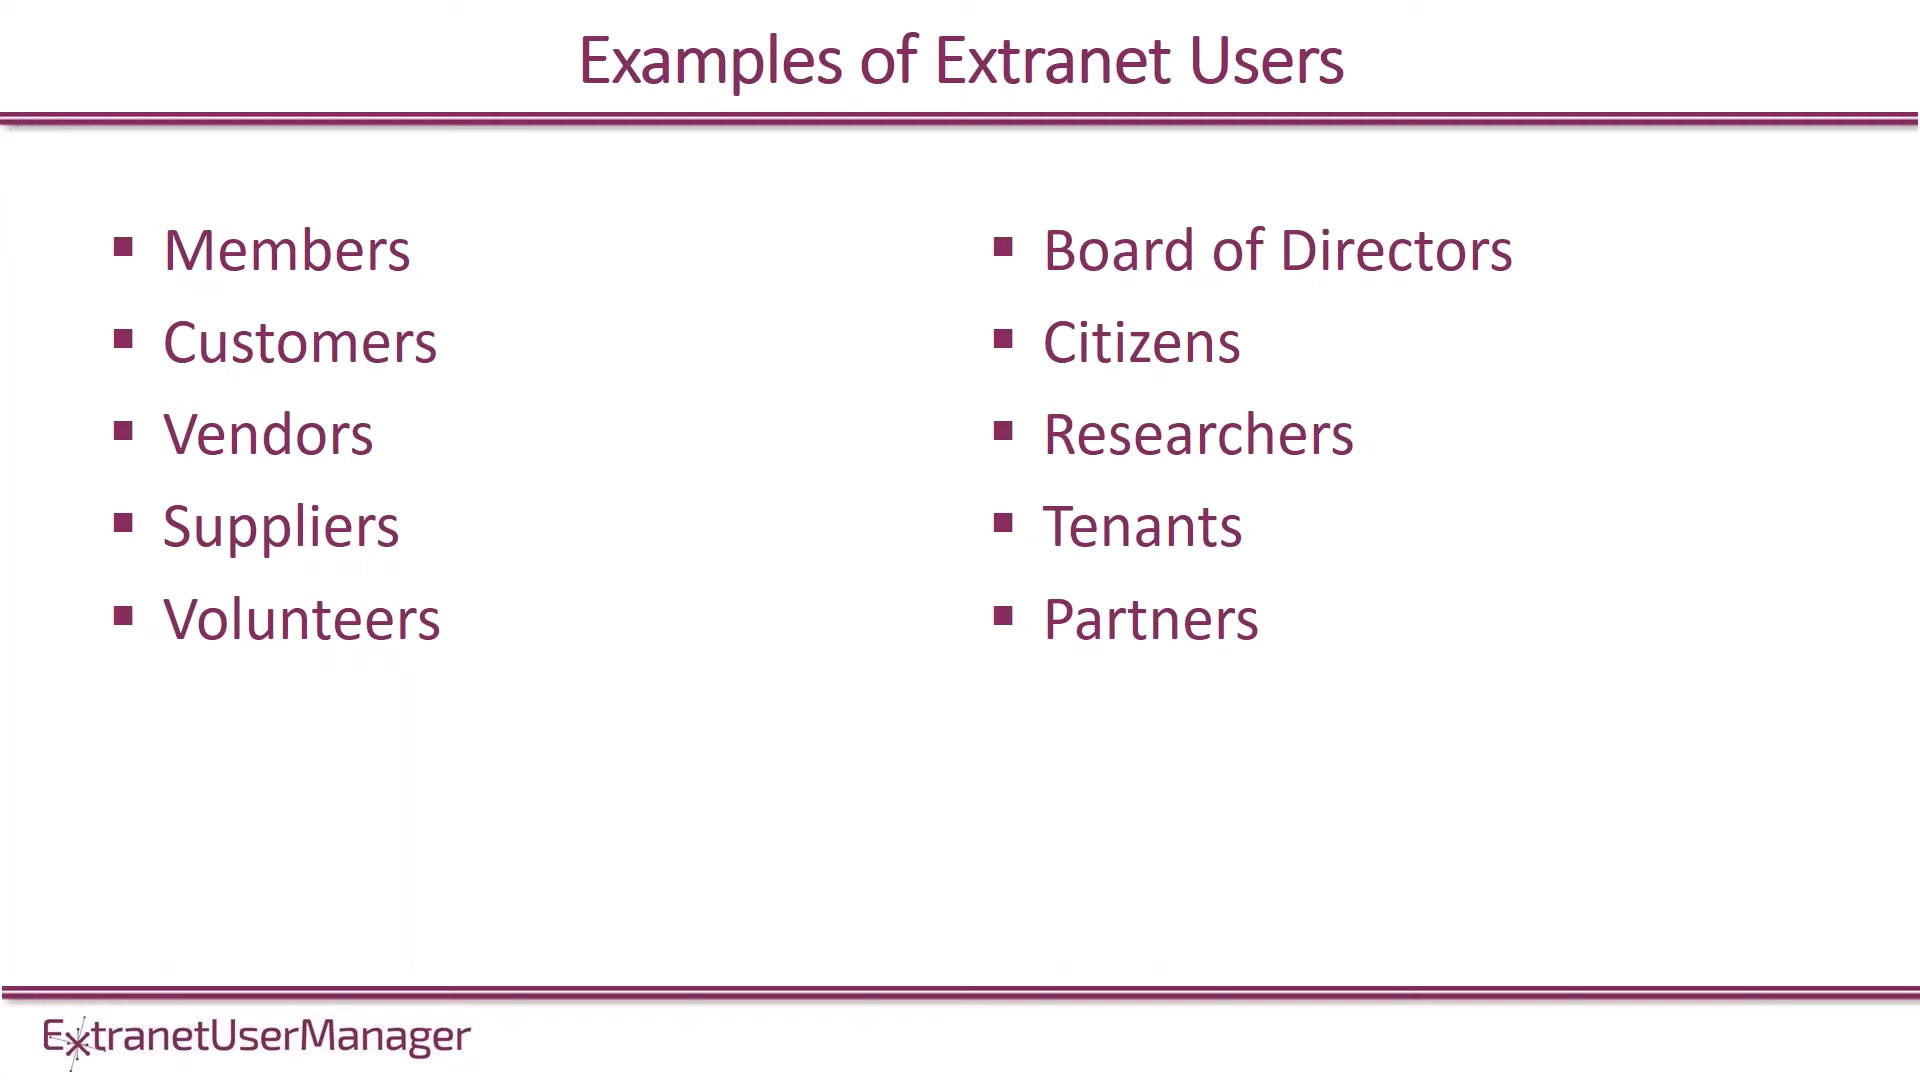 Examples of Extranet Users
Members
Customers
Vendors
Suppliers
Volunteers
Board of Directors
Citizens
Researchers
Tenants
Partners
ExtranetUserManager